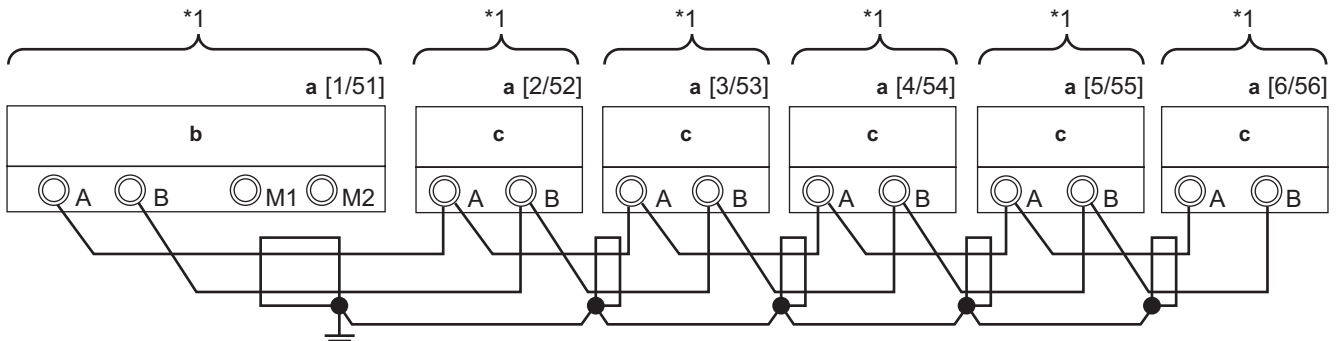 *1 *1 *1 *1 *1 *1
a [1/51] a [2/52] a [3/53] a [4/54] a [5/55] a [6/56]
b c c c c c
A B M1 M2 A B A B A B A B A B